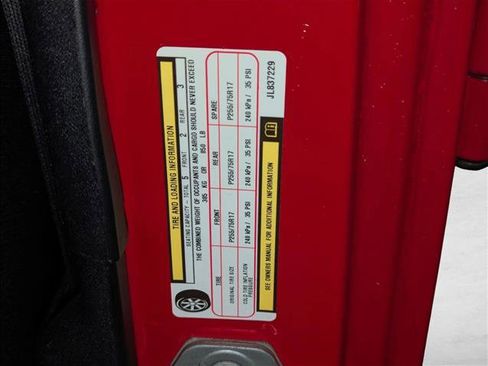 TIRE AND LOADING INFORMATION
SEATING CAPACITY – TOTAL 5 FRONT 2 REAR 3
THE COMBINED WEIGHT OF OCCUPANTS AND CARGO SHOULD NEVER EXCEED
385 KG OR 850 LB
TIRE FRONT REAR SPARE
ORIGINAL TIRE SIZE P255/75R17 P255/75R17 P255/75R17
COLD TIRE INFLATION
PRESSURE 240 kPa / 35 PSI 240 kPa / 35 PSI 240 kPa / 35 PSI
SEE OWNERS MANUAL FOR ADDITIONAL INFORMATION
JL837229